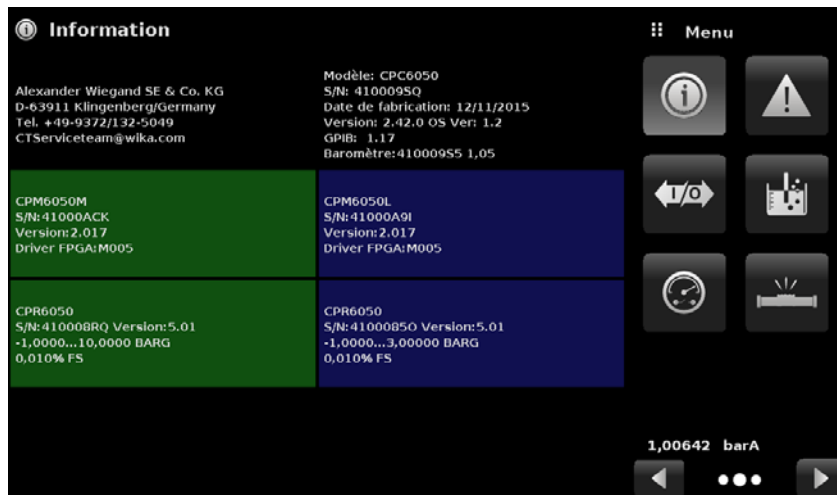 Information
Alexander Wiegand SE & Co. KG
D-63911 Klingenberg/Germany
Tel. +49-9372/132-5049
CTServiceteam@wika.com
Modèle: CPC6050
S/N: 410009SQ
Date de fabrication: 12/11/2015
Version: 2.42.0 OS Ver: 1.2
GPIB: 1.17
Baromètre:410009S5 1,05
CPM6050M
S/N:41000ACK
Version:2.017
Driver FPGA:M005
CPM6050L
S/N:41000A9I
Version:2.017
Driver FPGA:M005
CPR6050
S/N:410008RQ Version:5.01
-1,0000...10,0000 BARG
0,010% FS
CPR6050
S/N:4100085O Version:5.01
-1,0000...3,00000 BARG
0,010% FS
Menu
I/O
1,00642 barA